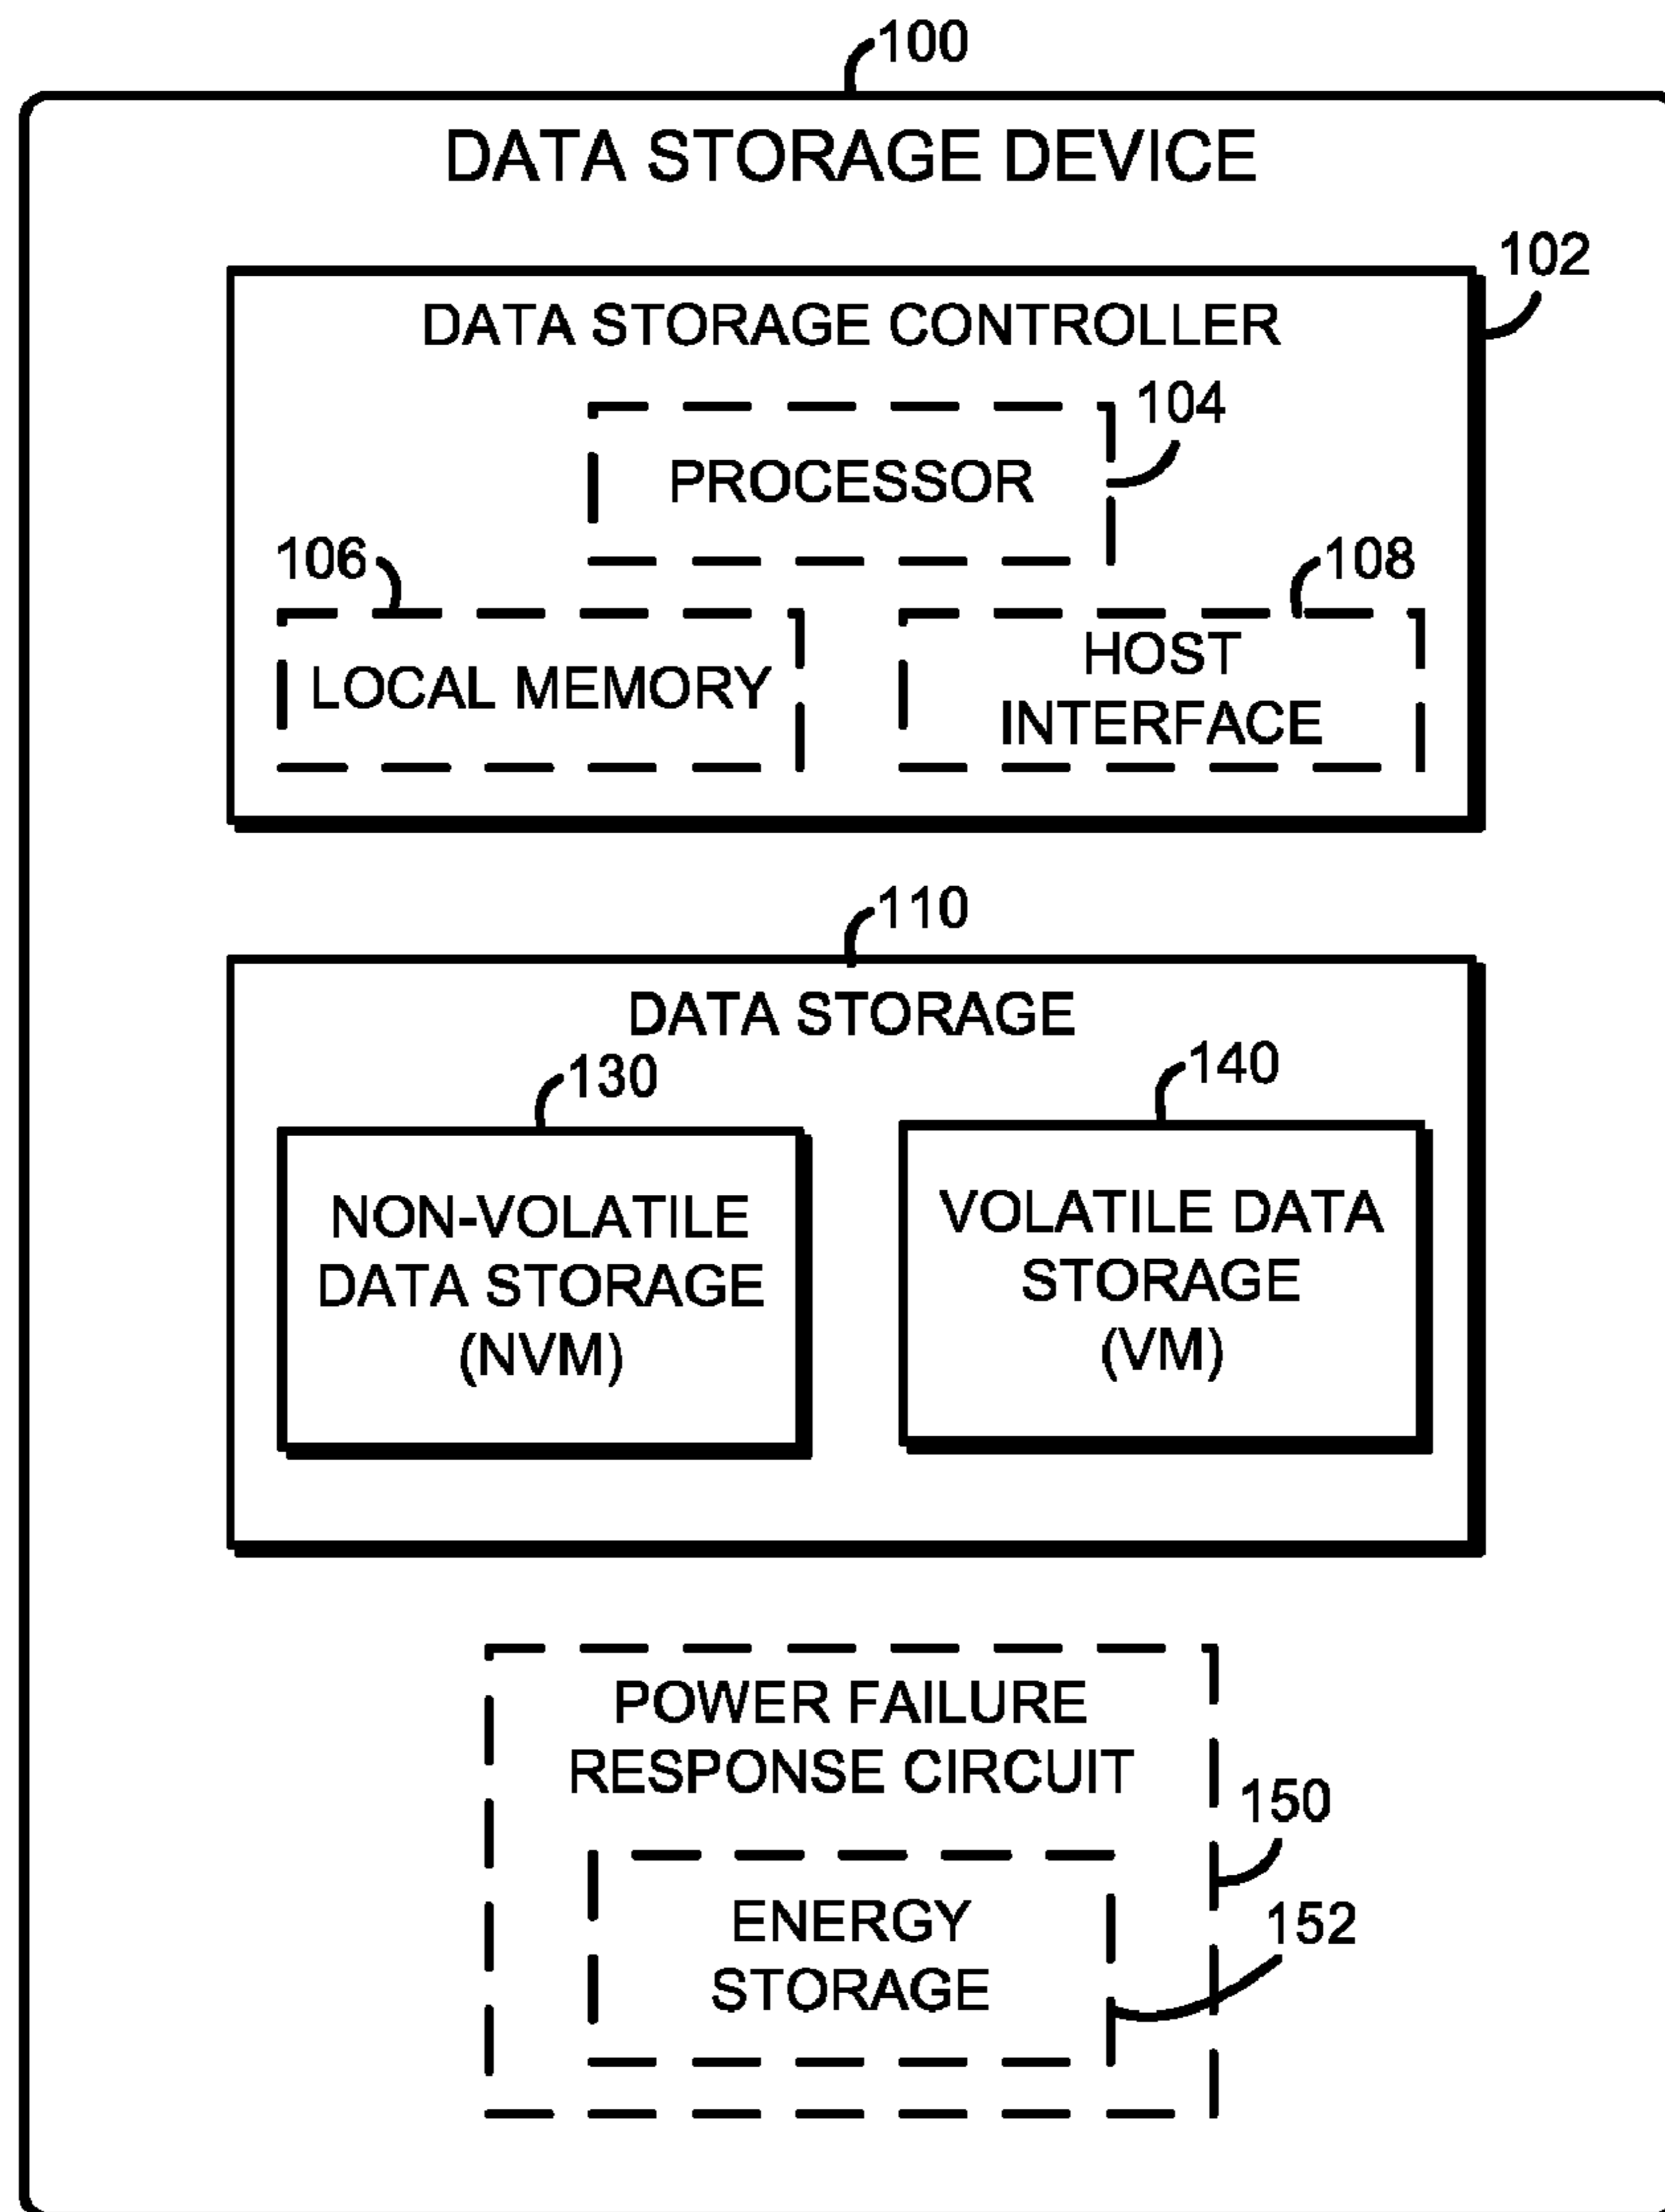 100
DATA STORAGE DEVICE
102
DATA STORAGE CONTROLLER
104
PROCESSOR
106
108
LOCAL MEMORY
HOST
INTERFACE
110
DATA STORAGE
130
140
NON-VOLATILE
DATA STORAGE
(NVM)
VOLATILE DATA
STORAGE
(VM)
POWER FAILURE
RESPONSE CIRCUIT
150
ENERGY
STORAGE
152